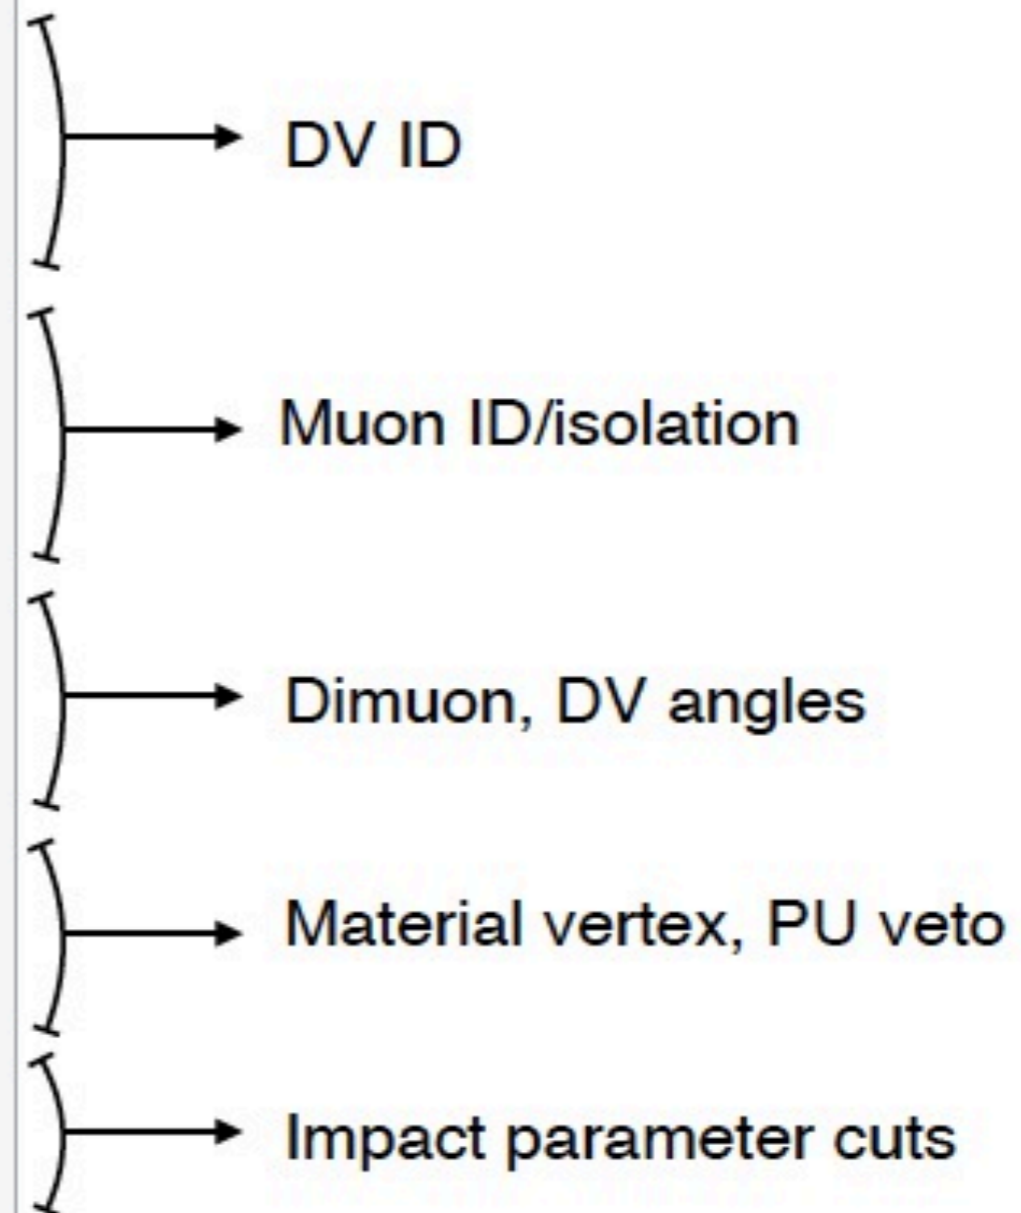 DV ID
Muon ID/isolation
Dimuon, DV angles
Material vertex, PU veto
Impact parameter cuts